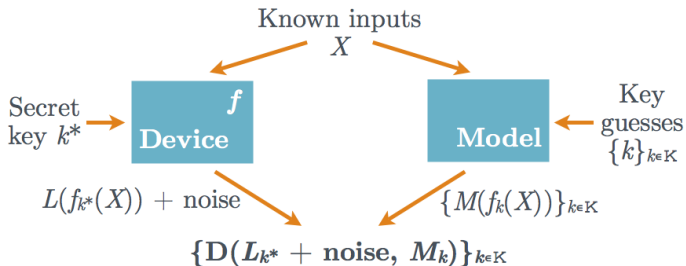 Known inputs
X
Secret
key k*
f
Device
Model
Key
guesses
{k}k∈K
L(fk*(X)) + noise
{M(fk(X))}k∈K
{D(Lk* + noise, Mk)}k∈K